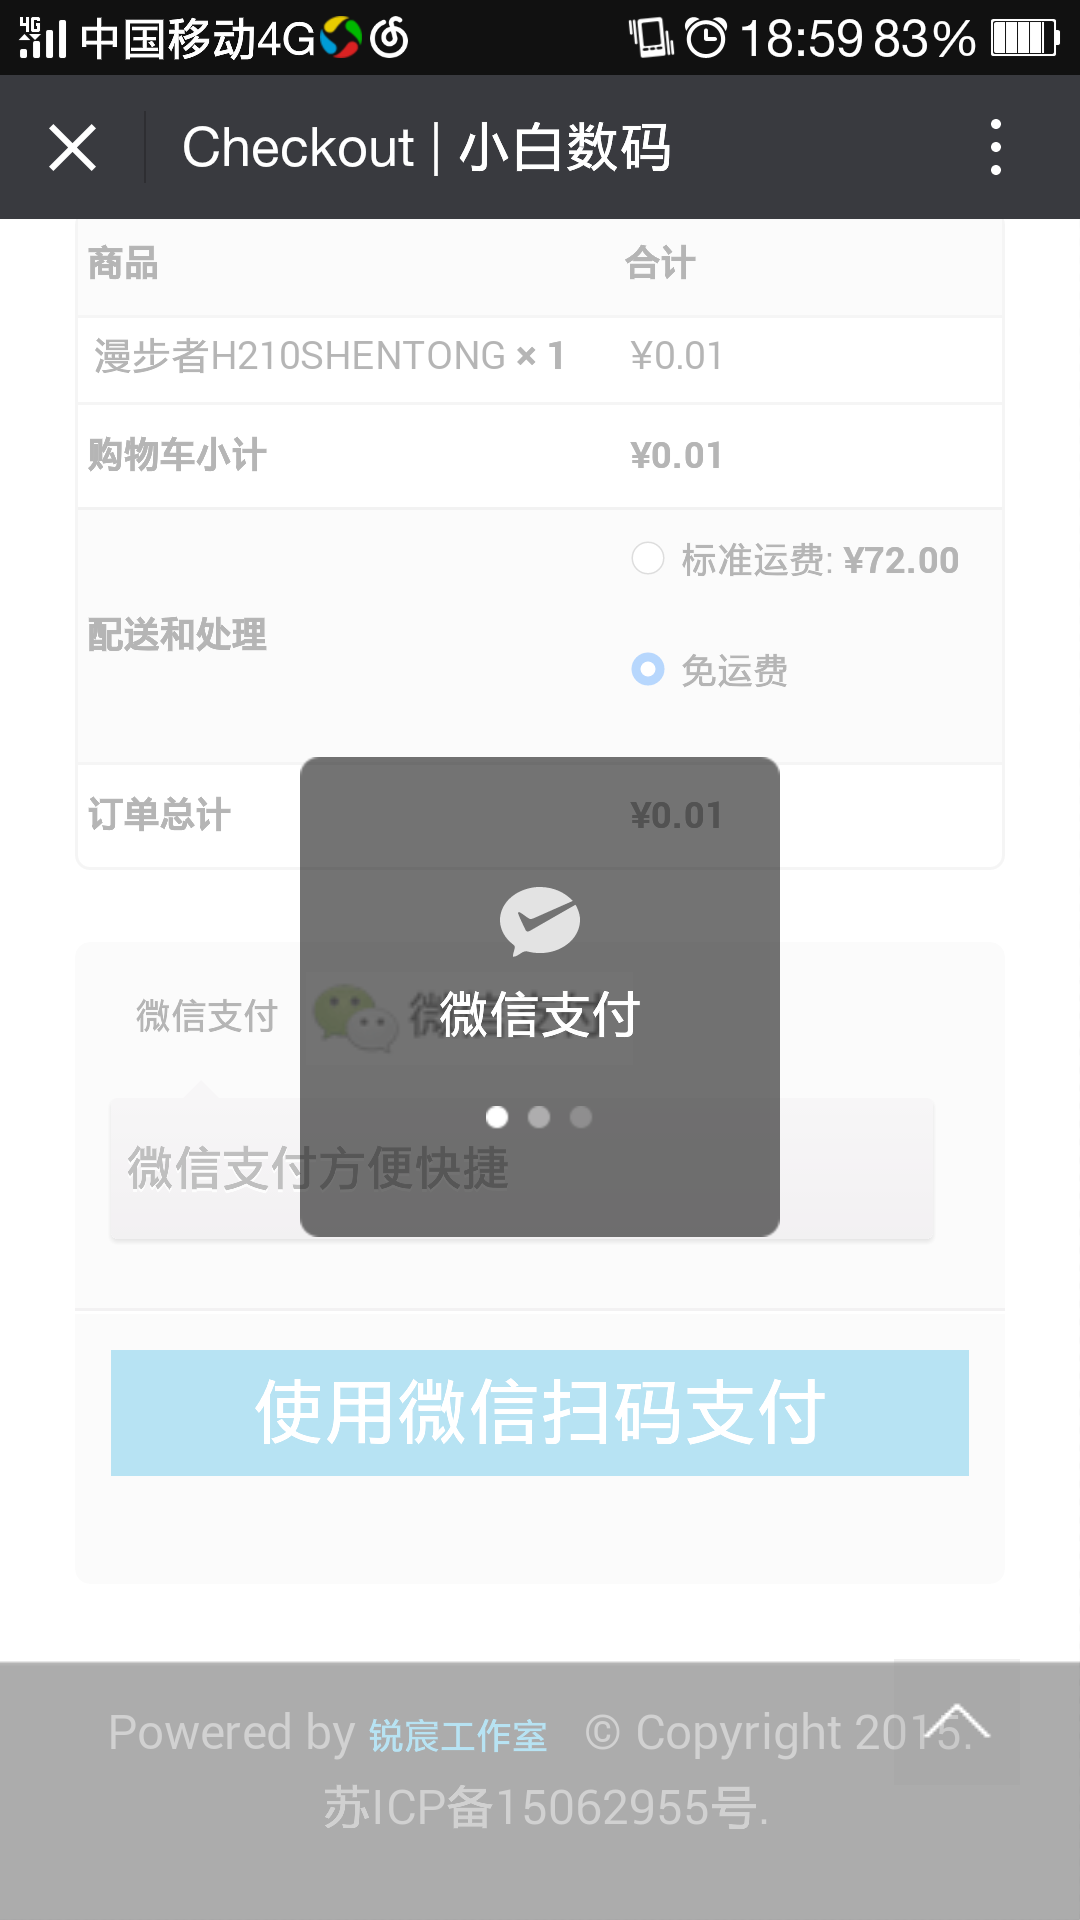 4G 中国移动4G 18:59 83%
Checkout | 小白数码
商品 合计
漫步者H210SHENTONG × 1 ¥0.01
购物车小计 ¥0.01
标准运费: ¥72.00
配送和处理
免运费
订单总计 ¥0.01
微信支付 微信支付
微信支付
微信支付方便快捷
使用微信扫码支付
Powered by 锐宸工作室 © Copyright 2015.
苏ICP备15062955号.